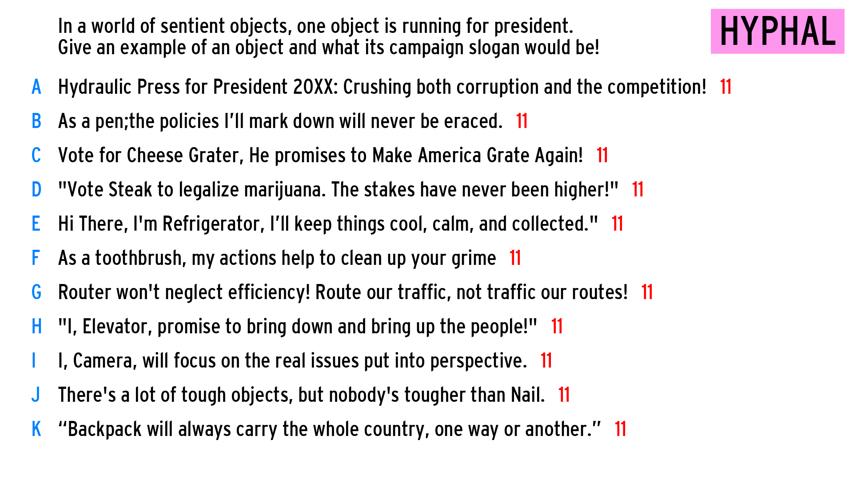 In a world of sentient objects, one object is running for president.
Give an example of an object and what its campaign slogan would be!
HYPHAL
A Hydraulic Press for President 20XX: Crushing both corruption and the competition! 11
B As a pen;the policies I'll mark down will never be eraced. 11
C Vote for Cheese Grater, He promises to Make America Grate Again! 11
D "Vote Steak to legalize marijuana. The stakes have never been higher!" 11
E Hi There, I'm Refrigerator, I'll keep things cool, calm, and collected." 11
F As a toothbrush, my actions help to clean up your grime 11
G Router won't neglect efficiency! Route our traffic, not traffic our routes! 11
H "I, Elevator, promise to bring down and bring up the people!" 11
I I, Camera, will focus on the real issues put into perspective. 11
J There's a lot of tough objects, but nobody's tougher than Nail. 11
K “Backpack will always carry the whole country, one way or another.” 11